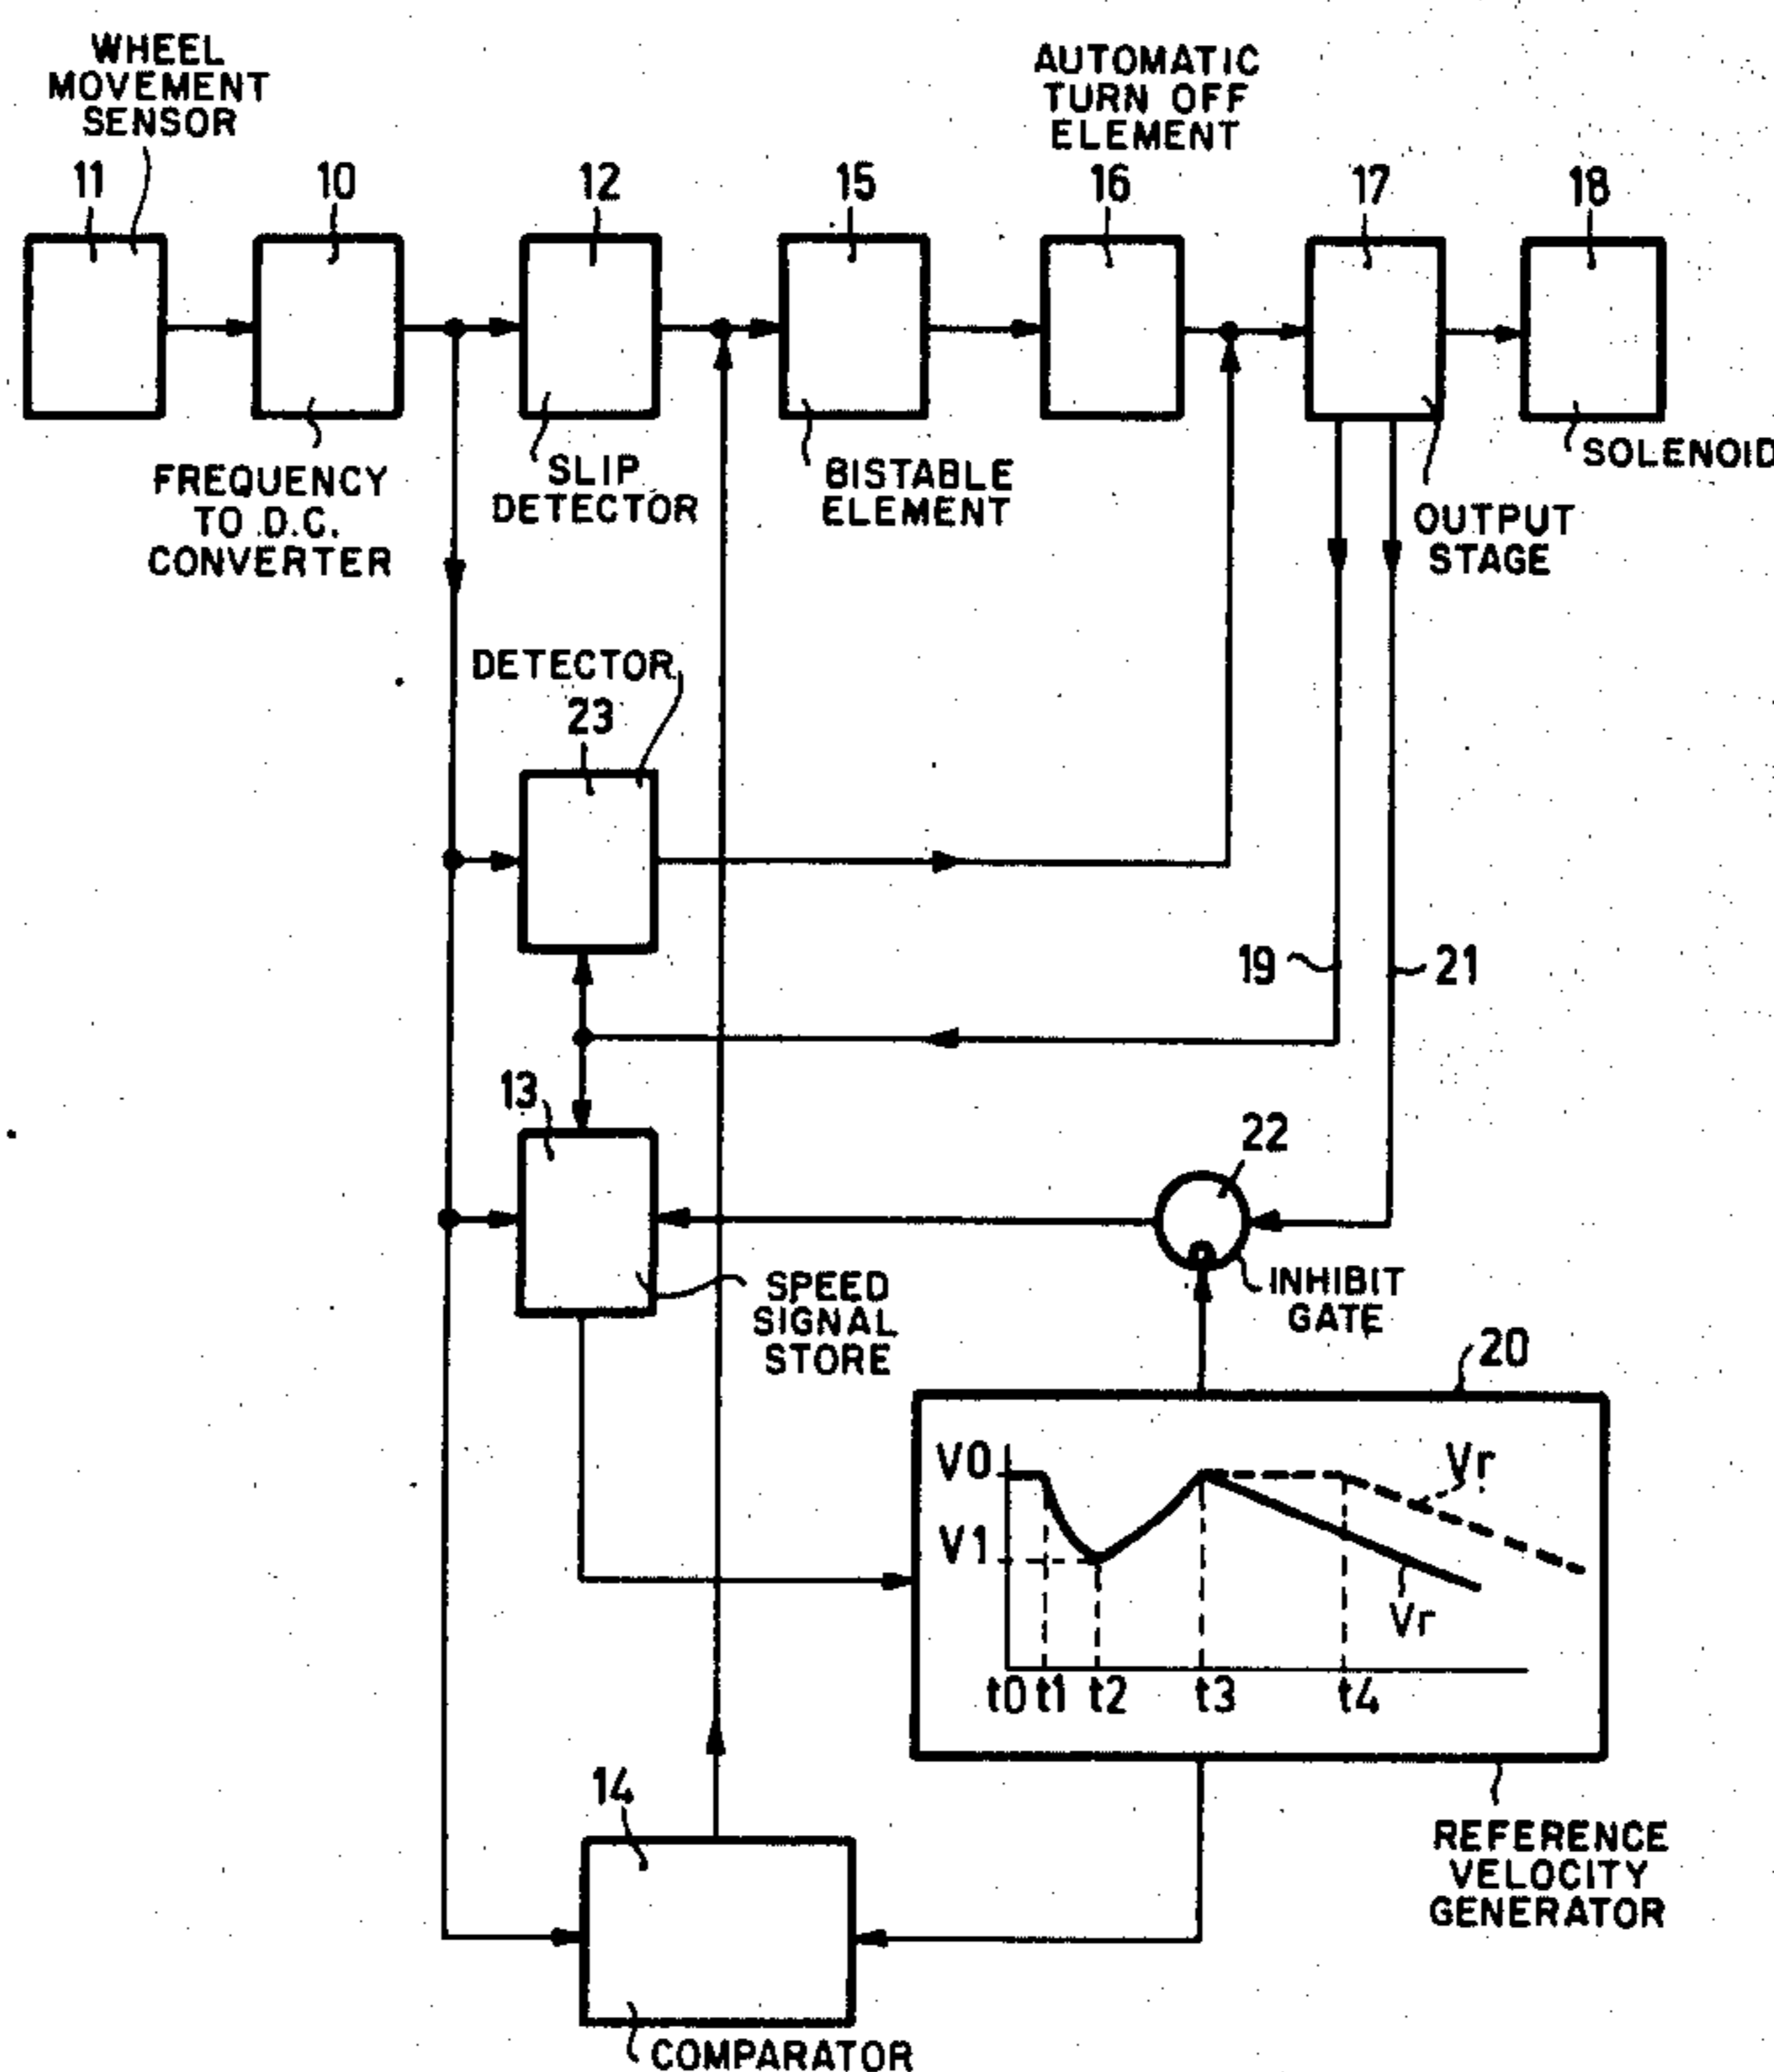 WHEEL
MOVEMENT
SENSOR
AUTOMATIC
TURN OFF
ELEMENT
11
10
12
15
16
17
18
FREQUENCY
TO D.C.
CONVERTER
SLIP
DETECTOR
BISTABLE
ELEMENT
SOLENOID
OUTPUT
STAGE
DETECTOR
23
19
21
13
22
SPEED
SIGNAL
STORE
INHIBIT
GATE
20
V0
V1
Vr
Vr
t0 t1 t2 t3 t4
14
REFERENCE
VELOCITY
GENERATOR
COMPARATOR